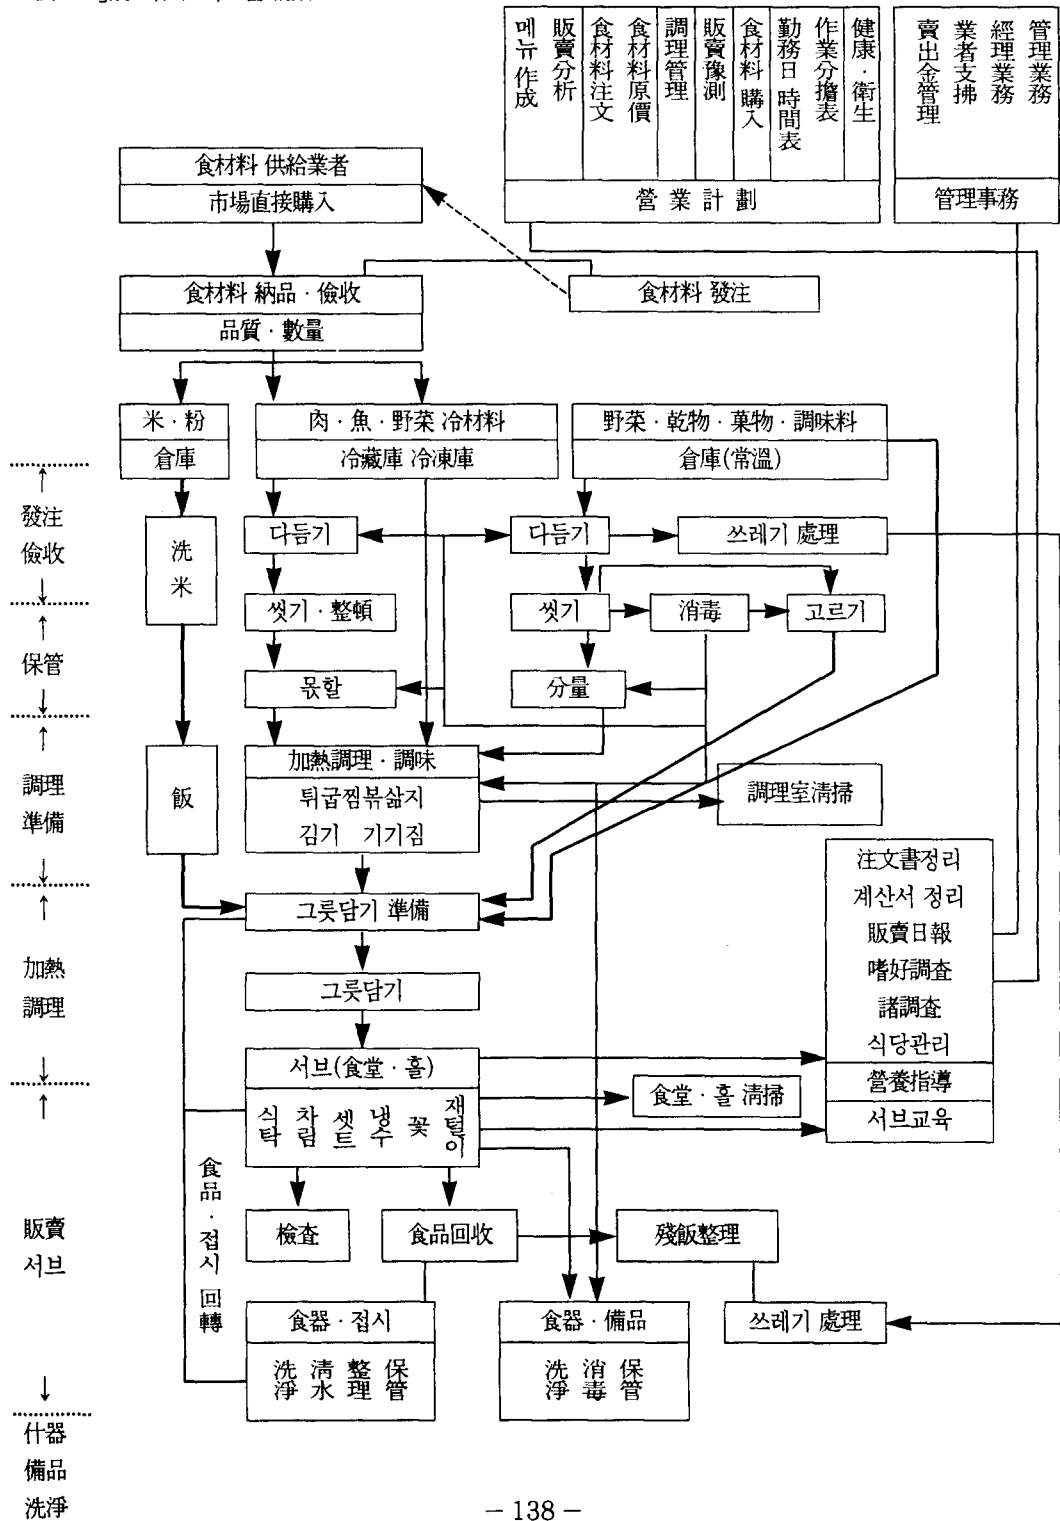 메뉴 作成
販賣分析
食材料注文
食材料原價
調理管理
販賣豫測
食材料 購入
勤務日 時間表
作業分擔表
健康·衛生
營業計劃
賣出金管理
業者支拂
經理業務
管理業務
管理事務
食材料 供給業者
市場直接購入
食材料 納品·儉收
品質·數量
食材料 發注
米·粉
倉庫
肉·魚·野菜 冷材料
冷藏庫 冷凍庫
野菜·乾物·菓物·調味料
倉庫(常溫)
發注
儉收
保管
調理
準備
加熱
調理
販賣
서브
什器
備品
洗淨
洗米
다듬기
다듬기
쓰레기 處理
씻기·整頓
씻기
消毒
고르기
몫할
分量
飯
加熱調理·調味
튀굽찜볶삶지
김기 기기짐
調理室淸掃
그릇담기 準備
그릇담기
서브(食堂·홀)
식탁 차림 셋트 냉수 꽃 재털이
注文書정리
계산서 정리
販賣日報
嗜好調査
諸調査
식당관리
營養指導
서브교육
食堂·홀 淸掃
食品·접시 回轉
檢査
食品回收
殘飯整理
食器·접시
洗淨 淸水 整理 保管
食器·備品
洗淨 消毒 保管
쓰레기 處理
- 138 -